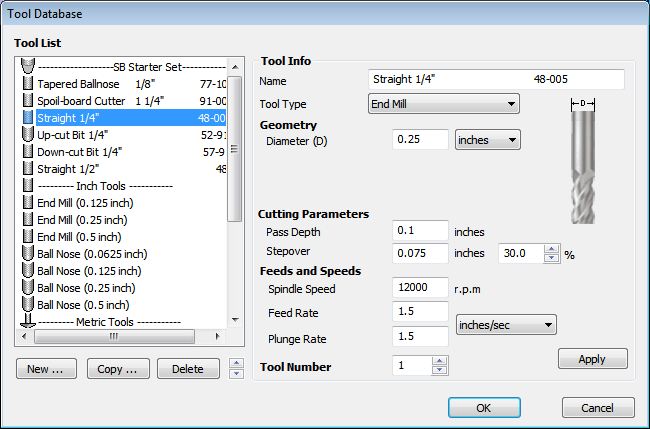 Tool Database
Tool List
--------------------SB Starter Set-----------
Tapered Ballnose 1/8" 77-10
Spoil-board Cutter 1 1/4" 91-00
Straight 1/4" 48-00
Up-cut Bit 1/4" 52-91
Down-cut Bit 1/4" 57-9
Straight 1/2" 48
---------- Inch Tools -----------
End Mill (0.125 inch)
End Mill (0.25 inch)
End Mill (0.5 inch)
Ball Nose (0.0625 inch)
Ball Nose (0.125 inch)
Ball Nose (0.25 inch)
Ball Nose (0.5 inch)
--------- Metric Tools -----------
New ...
Copy ...
Delete
Tool Info
Name Straight 1/4" 48-005
Tool Type End Mill
Geometry
Diameter (D) 0.25 inches
D
Cutting Parameters
Pass Depth 0.1 inches
Stepover 0.075 inches 30.0 %
Feeds and Speeds
Spindle Speed 12000 r.p.m
Feed Rate 1.5
inches/sec
Plunge Rate 1.5
Tool Number 1
Apply
OK
Cancel